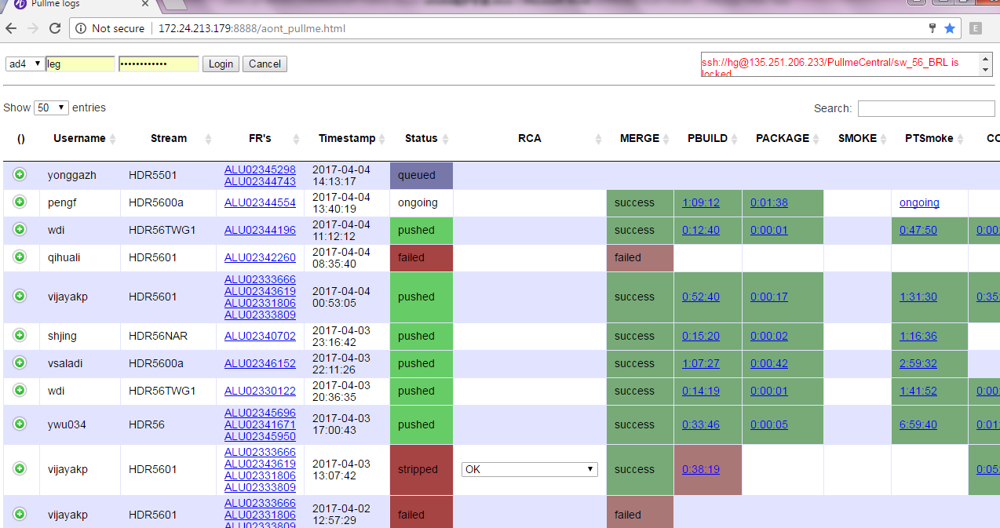 Pullme logs
Not secure 172.24.213.179:8888/aont_pullme.html
E
ad4 leg •••••••••••• Login Cancel
ssh://hg@135.251.206.233/PullmeCentral/sw_56_BRL is
locked
Show 50 entries Search:
() Username Stream FR's Timestamp Status RCA MERGE PBUILD PACKAGE SMOKE PTSmoke CO
yonggazh HDR5501 ALU02345298 2017-04-04 queued
ALU02344743 14:13:17
pengf HDR5600a ALU02344554 2017-04-04 ongoing success 1:09:12 0:01:38 ongoing
13:40:19
wdi HDR56TWG1 ALU02344196 2017-04-04 pushed success 0:12:40 0:00:01 0:47:50 0:00
11:12:12
qihuali HDR5601 ALU02342260 2017-04-04 failed failed
08:35:40
ALU02333666
vijayakp HDR5601 ALU02343619 2017-04-04 pushed success 0:52:40 0:00:17 1:31:30 0:35
ALU02331806 00:53:05
ALU02333809
shjing HDR56NAR ALU02340702 2017-04-03 pushed success 0:15:20 0:00:02 1:16:36
23:16:42
vsaladi HDR5600a ALU02346152 2017-04-03 pushed success 1:07:27 0:00:42 2:59:32
22:11:26
wdi HDR56TWG1 ALU02330122 2017-04-03 pushed success 0:14:19 0:00:01 1:41:52 0:00
20:36:35
ALU02345696
ywu034 HDR56 ALU02341671 2017-04-03 pushed success 0:33:46 0:00:05 6:59:40 0:01
ALU02345950 17:00:43
ALU02333666
vijayakp HDR5601 ALU02343619 2017-04-03 stripped OK success 0:38:19 0:05
ALU02331806 13:07:42
ALU02333809
ALU02333666
vijayakp HDR5601 ALU02331806 2017-04-02 failed failed
ALU02333809 12:57:29